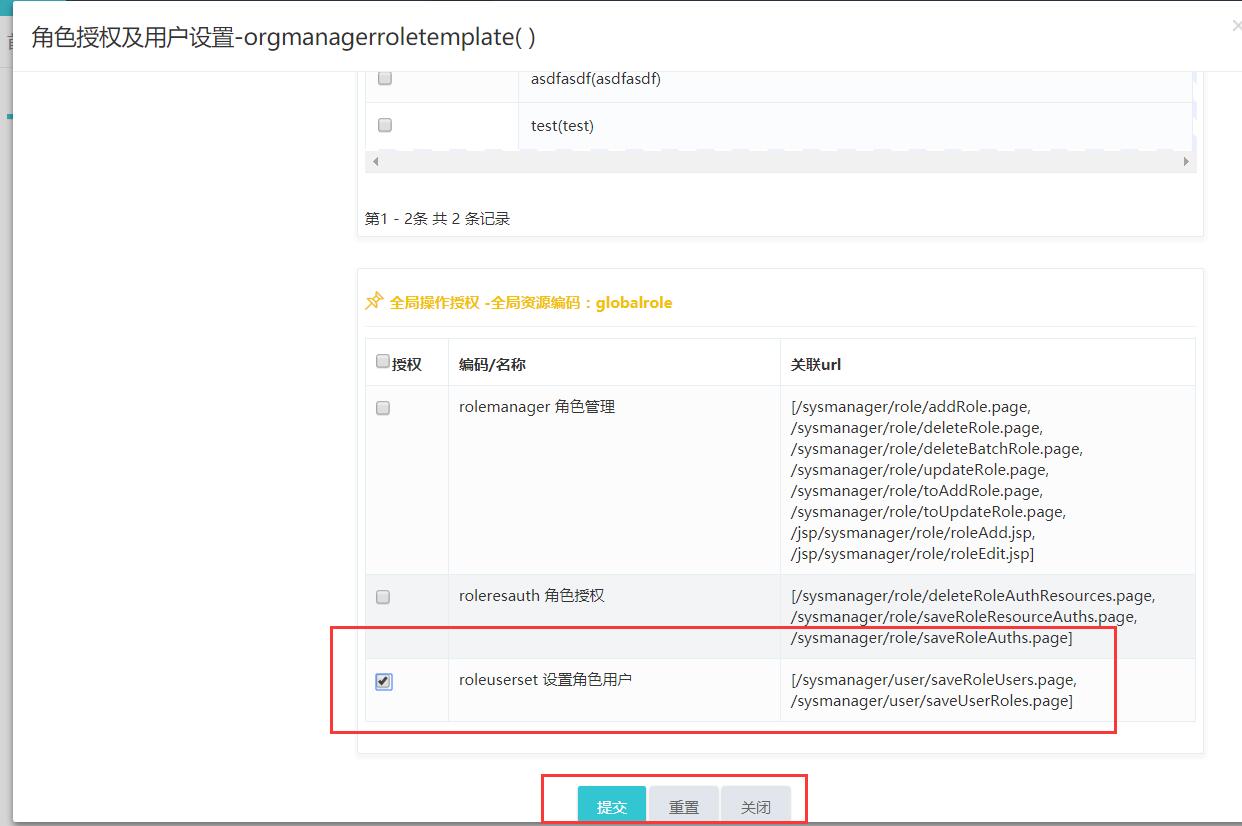 角色授权及用户设置-orgmanagerroletemplate( )
asdfasdf(asdfasdf)
test(test)
第1 - 2条 共 2 条记录
全局操作授权 -全局资源编码：globalrole
授权 编码/名称 关联url
rolemanager 角色管理
[/sysmanager/role/addRole.page,
/sysmanager/role/deleteRole.page,
/sysmanager/role/deleteBatchRole.page,
/sysmanager/role/updateRole.page,
/sysmanager/role/toAddRole.page,
/sysmanager/role/toUpdateRole.page,
/jsp/sysmanager/role/roleAdd.jsp,
/jsp/sysmanager/role/roleEdit.jsp]
roleresauth 角色授权
[/sysmanager/role/deleteRoleAuthResources.page,
/sysmanager/role/saveRoleResourceAuths.page,
/sysmanager/role/saveRoleAuths.page]
roleuserset 设置角色用户
[/sysmanager/user/saveRoleUsers.page,
/sysmanager/user/saveUserRoles.page]
提交 重置 关闭